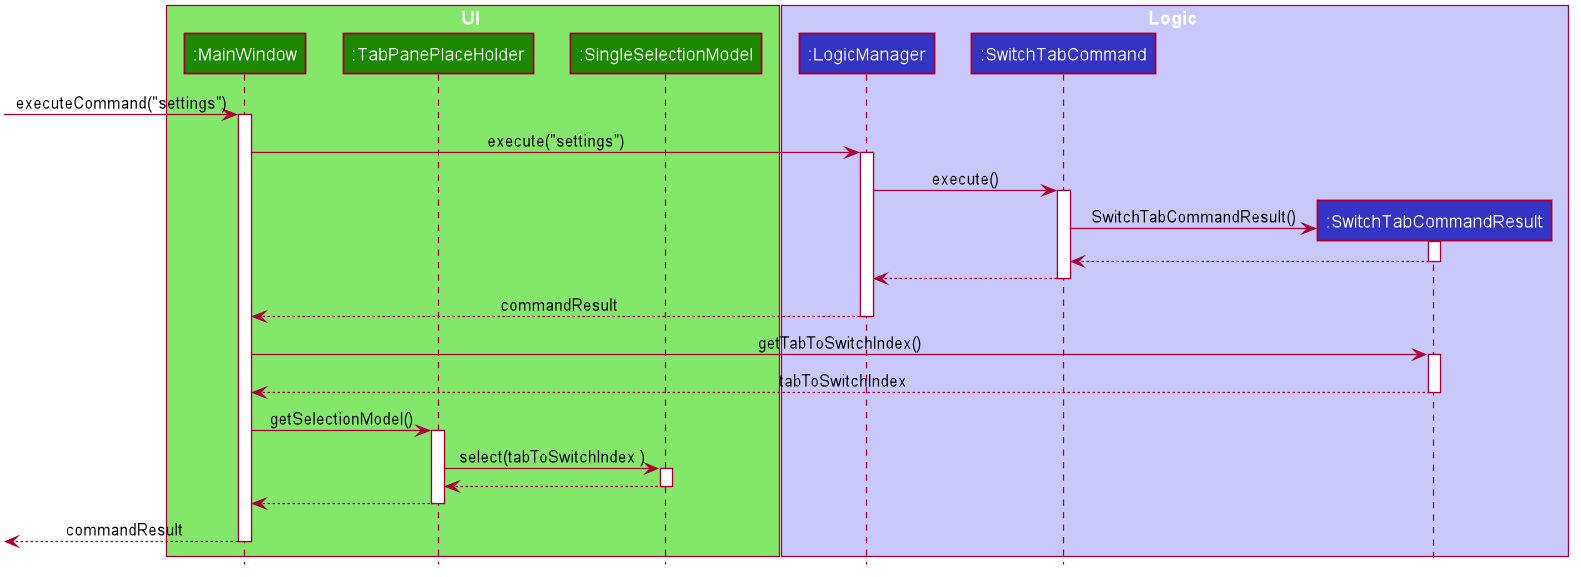 UI
Logic
:MainWindow
:TabPanePlaceHolder
:SingleSelectionModel
:LogicManager
:SwitchTabCommand
executeCommand("settings")
execute("settings")
execute()
SwitchTabCommandResult()
:SwitchTabCommandResult
commandResult
getTabToSwitchIndex()
tabToSwitchIndex
getSelectionModel()
select(tabToSwitchIndex )
commandResult